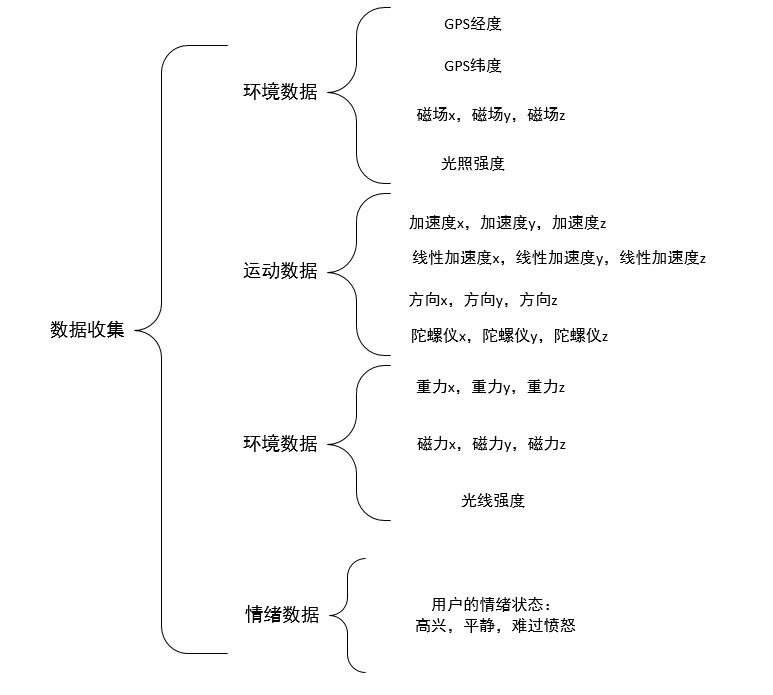 数据收集
环境数据
GPS经度
GPS纬度
磁场x，磁场y，磁场z
光照强度
运动数据
加速度x，加速度y，加速度z
线性加速度x，线性加速度y，线性加速度z
方向x，方向y，方向z
陀螺仪x，陀螺仪y，陀螺仪z
环境数据
重力x，重力y，重力z
磁力x，磁力y，磁力z
光线强度
情绪数据
用户的情绪状态：
高兴，平静，难过愤怒